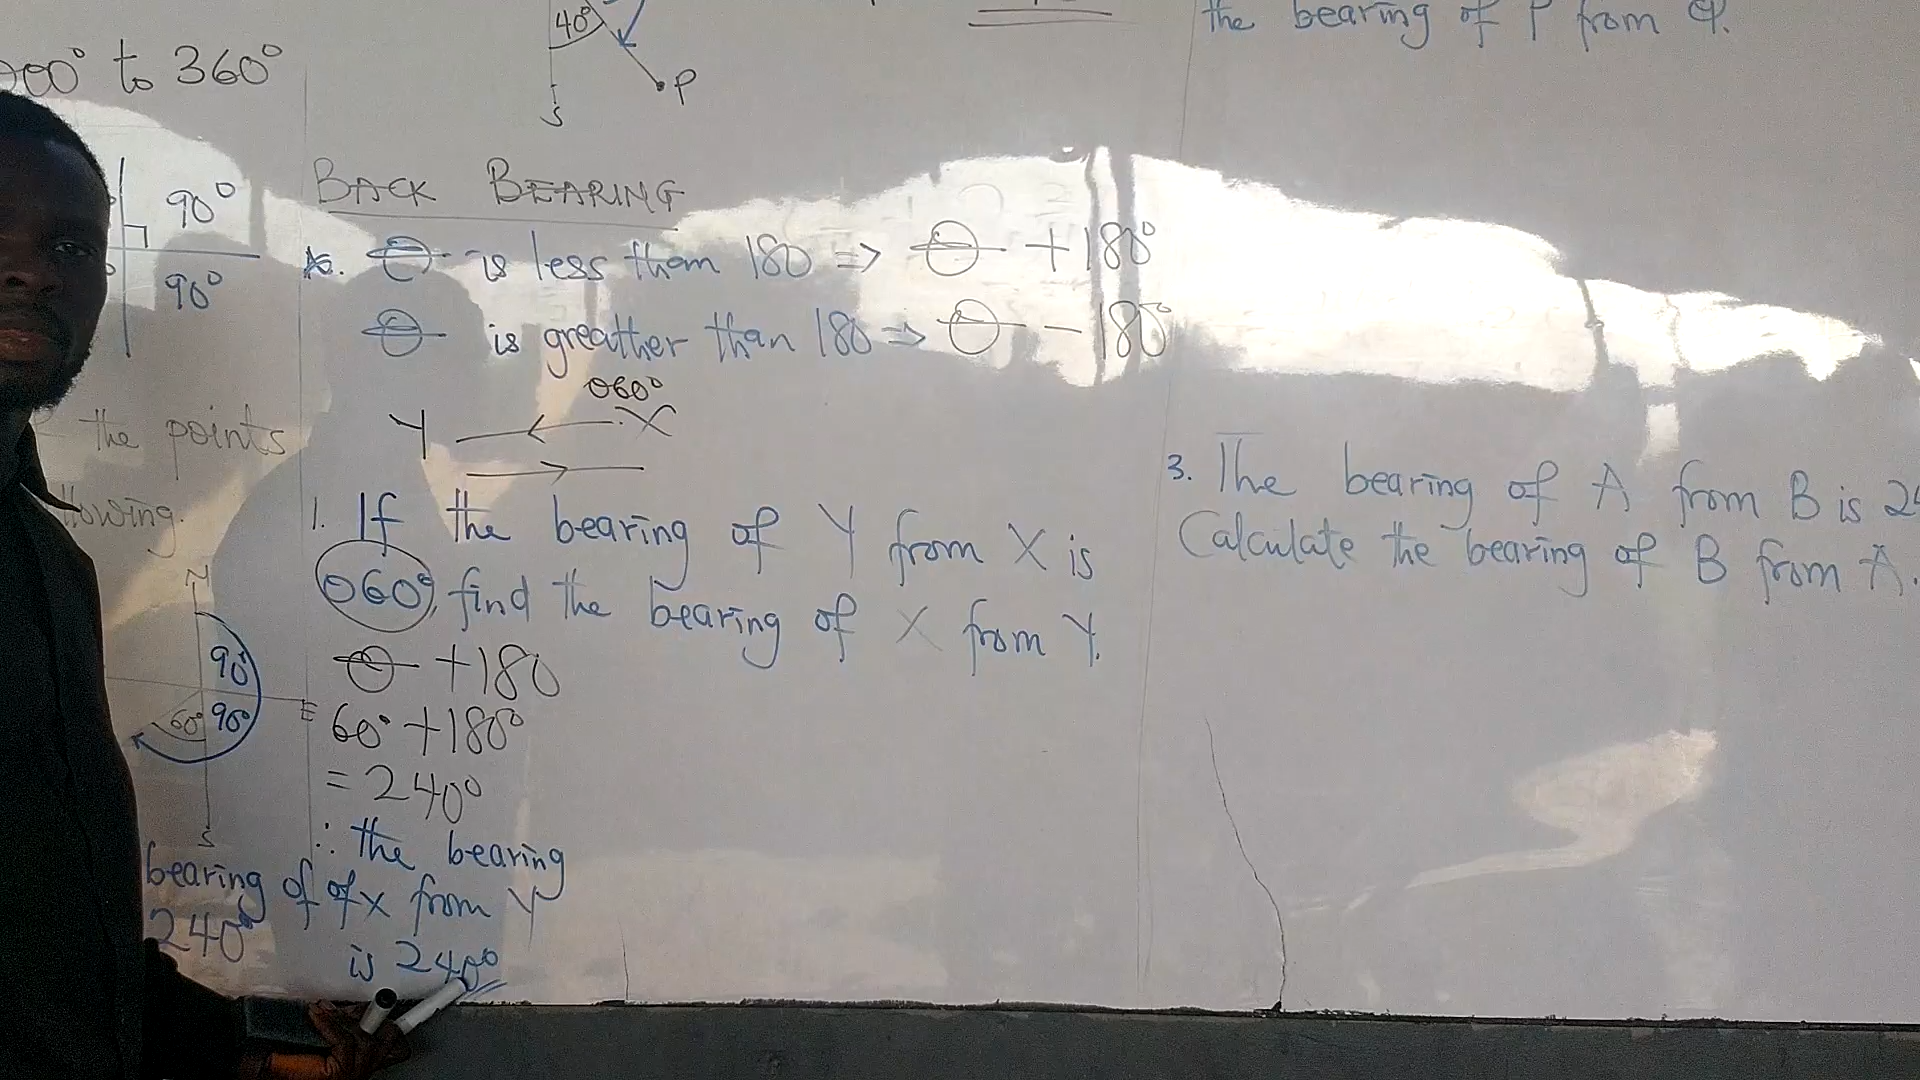 the bearing of P from Q.
000° to 360°
40°
P
S
90°
90°
BACK BEARING
θ is less than 180 => θ + 180°
θ is greather than 180 => θ - 180°
060°
Y X
the points
N
90°
60° 90°
E
S
bearing of
240°
1. If the bearing of Y from X is
060°, find the bearing of X from Y.
θ + 180
60° + 180°
= 240°
∴ the bearing
of X from Y
is 240°
3. The bearing of A from B is
Calculate the bearing of B from A.